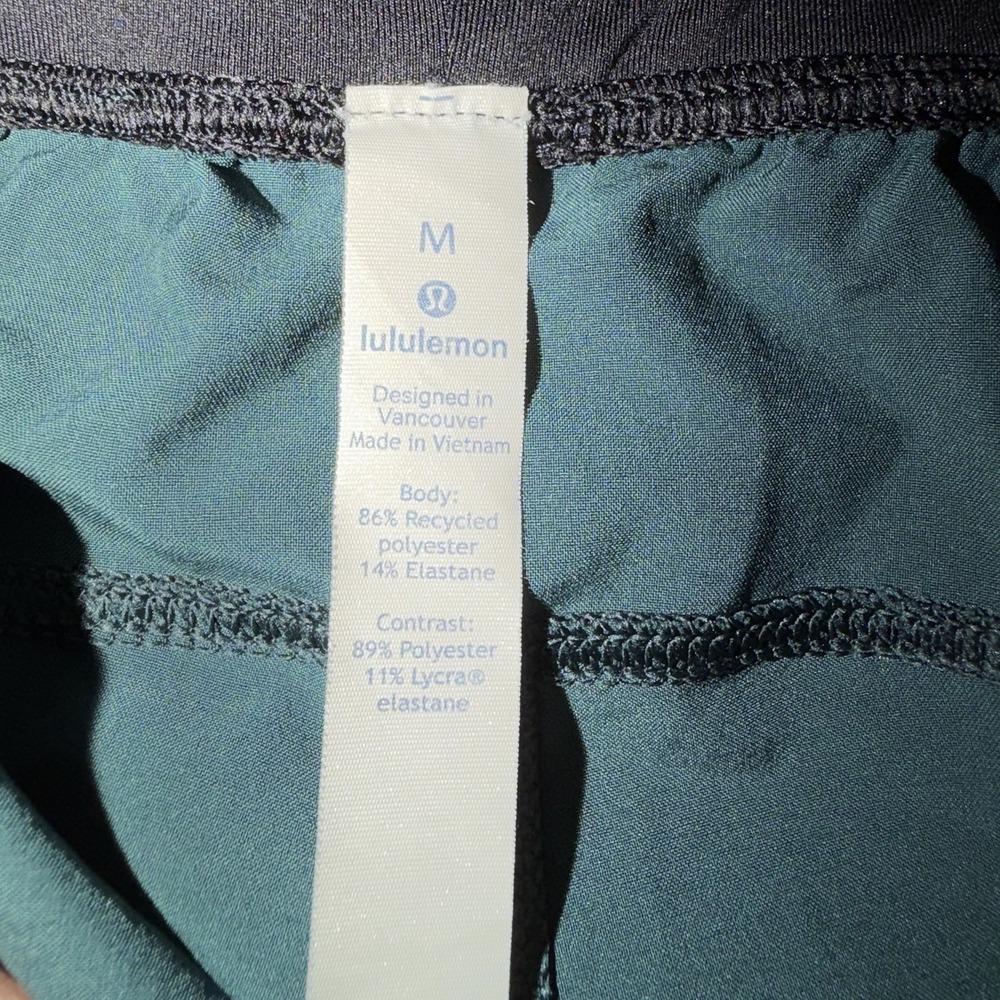 M
lululemon
Designed in
Vancouver
Made in Vietnam
Body:
86% Recycled
polyester
14% Elastane
Contrast:
89% Polyester
11% Lycra®
elastane